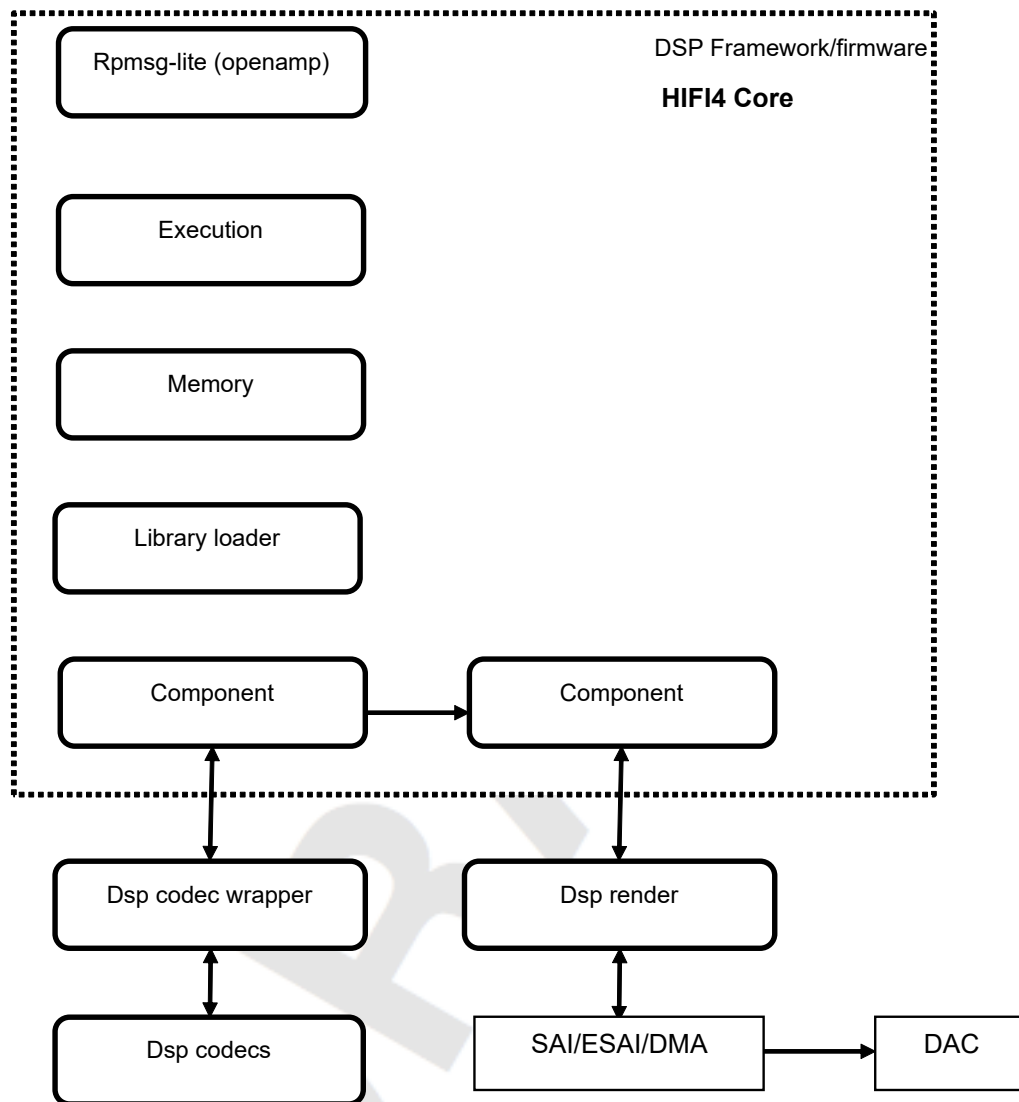 Rpmsg-lite (openamp)
DSP Framework/firmware
HIFI4 Core
Execution
Memory
Library loader
Component
Component
Dsp codec wrapper
Dsp render
Dsp codecs
SAI/ESAI/DMA
DAC